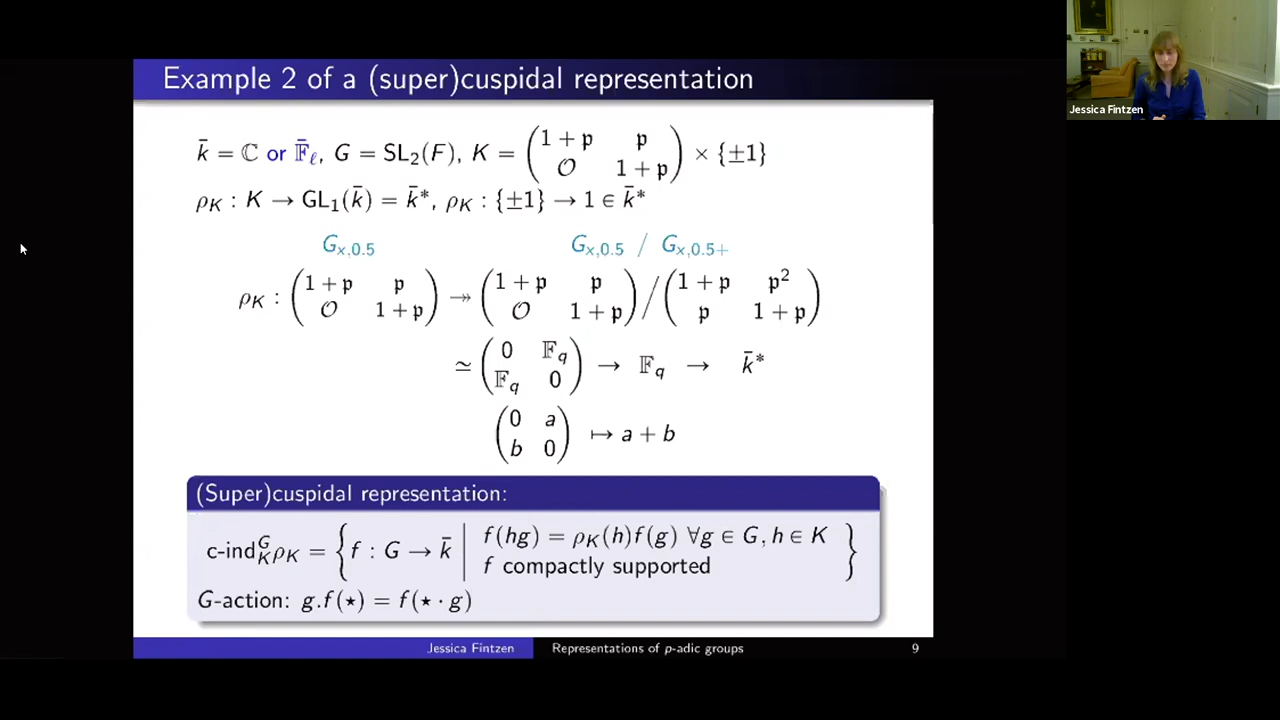 Example 2 of a (super)cuspidal representation
Jessica Fintzen
k̄ = ℂ or 𝔽̄_ℓ, G = SL₂(F), K = (1 + 𝔭 𝔭 / 𝒪 1 + 𝔭) × {±1}
ρ_K : K → GL₁(k̄) = k̄*, ρ_K : {±1} → 1 ∈ k̄*
G_{x,0.5} G_{x,0.5} / G_{x,0.5+}
ρ_K : (1 + 𝔭 𝔭 / 𝒪 1 + 𝔭) ↠ (1 + 𝔭 𝔭 / 𝒪 1 + 𝔭) / (1 + 𝔭 𝔭² / 𝔭 1 + 𝔭)
≃ (0 𝔽_q / 𝔽_q 0) → 𝔽_q → k̄*
(0 a / b 0) ↦ a + b
(Super)cuspidal representation:
c-ind_K^G ρ_K = { f : G → k̄ | f(hg) = ρ_K(h)f(g) ∀g ∈ G, h ∈ K
f compactly supported }
G-action: g.f(⋆) = f(⋆ · g)
Jessica Fintzen Representations of p-adic groups 9